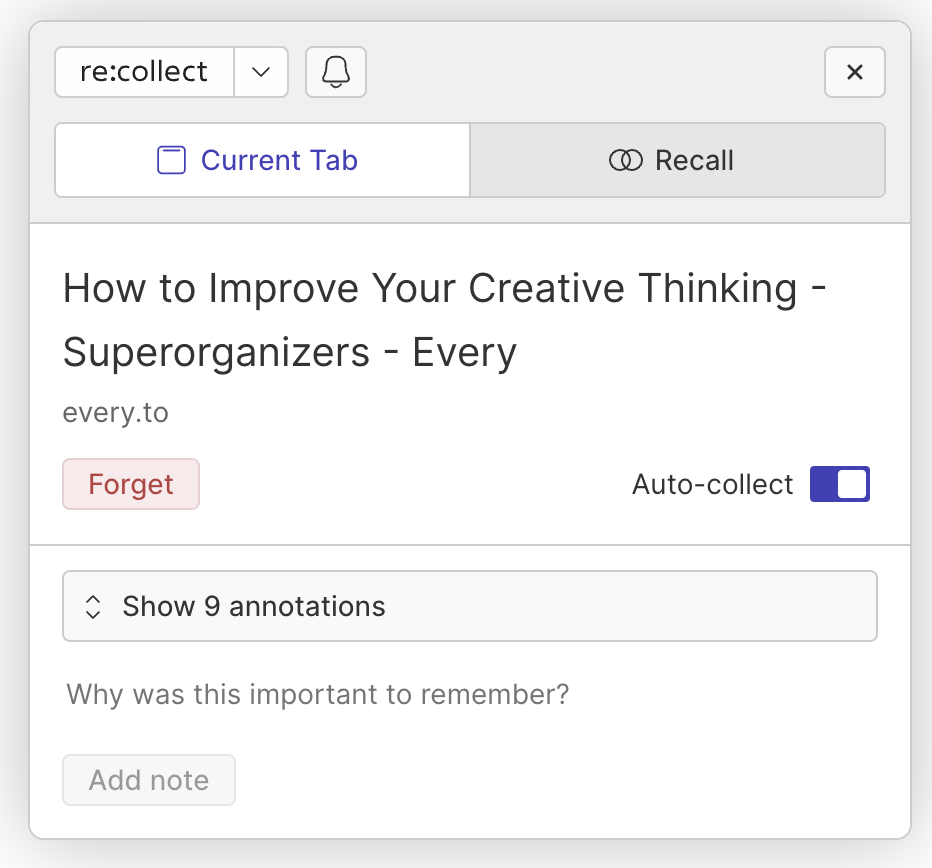 re:collect
Current Tab
Recall
How to Improve Your Creative Thinking -
Superorganizers - Every
every.to
Forget
Auto-collect
Show 9 annotations
Why was this important to remember?
Add note